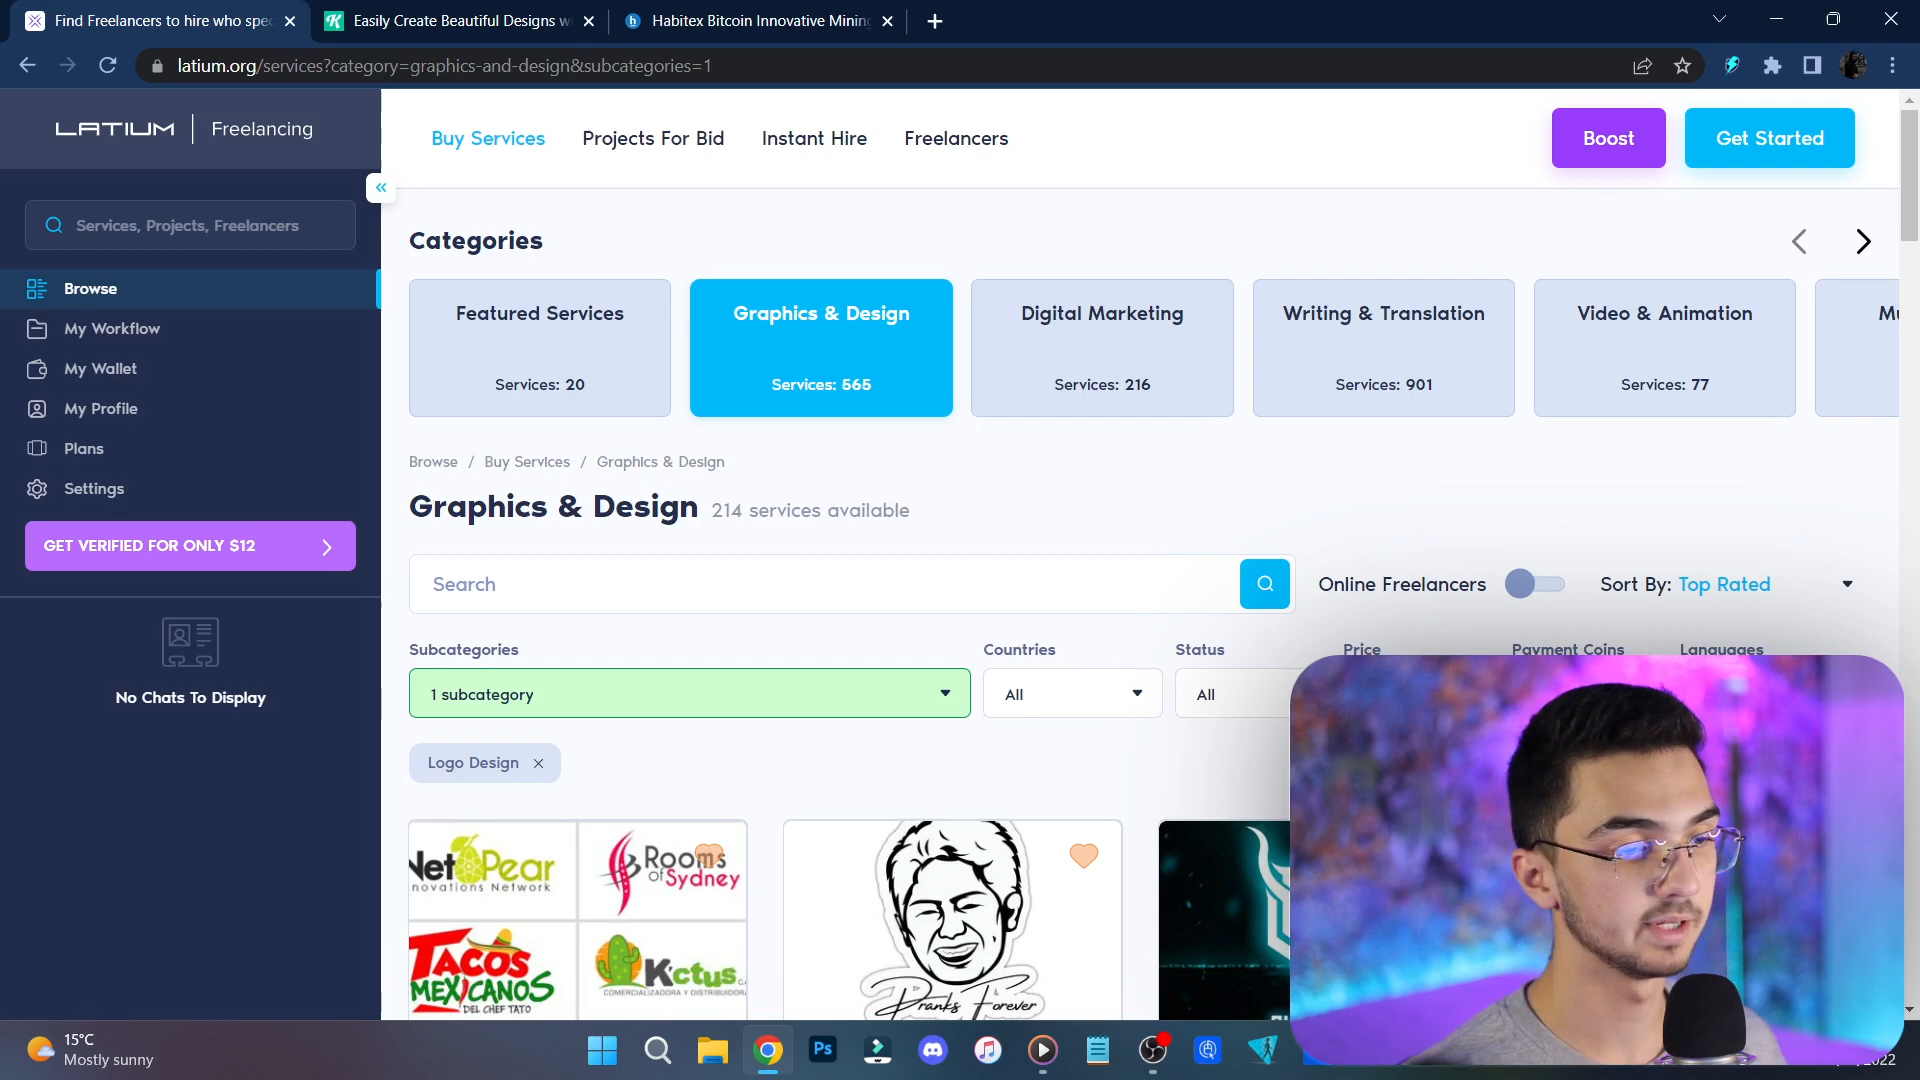 Find Freelancers to hire who spec
Easily Create Beautiful Designs w
Habitex Bitcoin Innovative Mining
latium.org/services?category=graphics-and-design&subcategories=1
LATIUM | Freelancing
Buy Services
Projects For Bid
Instant Hire
Freelancers
Boost
Get Started
Services, Projects, Freelancers
Browse
My Workflow
My Wallet
My Profile
Plans
Settings
GET VERIFIED FOR ONLY $12
No Chats To Display
Categories
Featured Services
Services: 20
Graphics & Design
Services: 565
Digital Marketing
Services: 216
Writing & Translation
Services: 901
Video & Animation
Services: 77
Mu
Browse / Buy Services / Graphics & Design
Graphics & Design 214 services available
Search
Online Freelancers
Sort By: Top Rated
Subcategories
Countries
Status
Price
Payment Coins
Languages
1 subcategory
All
All
Logo Design
NetPear
novations Network
Rooms
of Sydney
TACOS
MEXICANOS
DEL CHEF TATO
Kctus
COMERCIALIZADORA Y DISTRIBUIDORA
Pranks Forever
15°C
Mostly sunny
Ps
2022